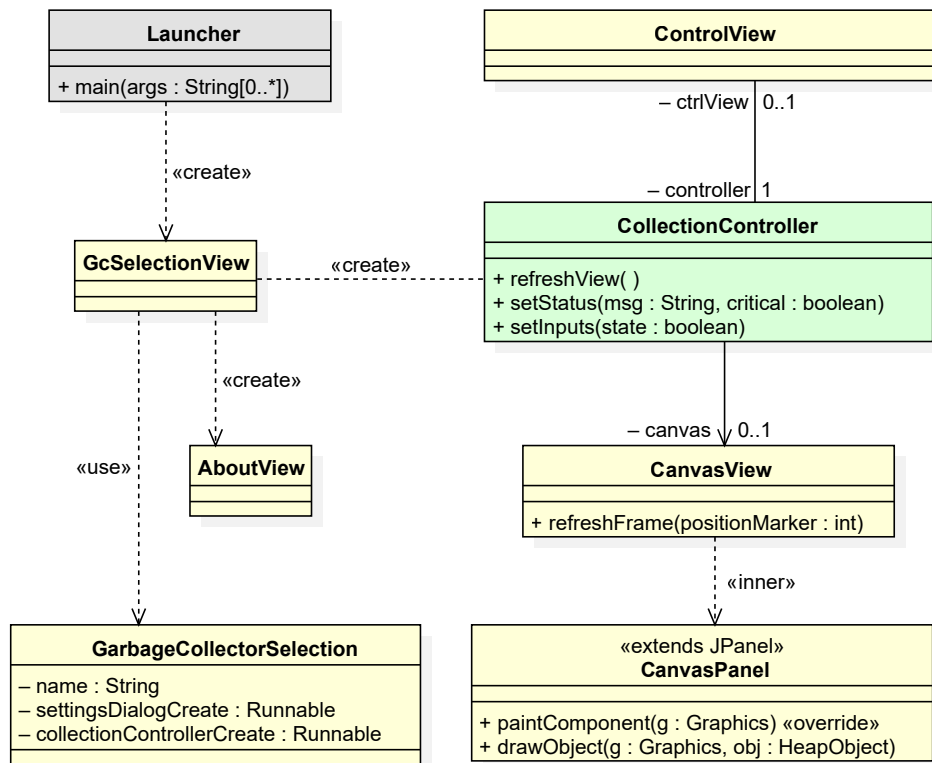 Launcher
+ main(args : String[0..*])
ControlView
– ctrlView 0..1
«create»
– controller 1
CollectionController
+ refreshView( )
+ setStatus(msg : String, critical : boolean)
+ setInputs(state : boolean)
GcSelectionView
«create»
«create»
– canvas 0..1
«use»
AboutView
CanvasView
+ refreshFrame(positionMarker : int)
«inner»
GarbageCollectorSelection
– name : String
– settingsDialogCreate : Runnable
– collectionControllerCreate : Runnable
«extends JPanel»
CanvasPanel
+ paintComponent(g : Graphics) «override»
+ drawObject(g : Graphics, obj : HeapObject)